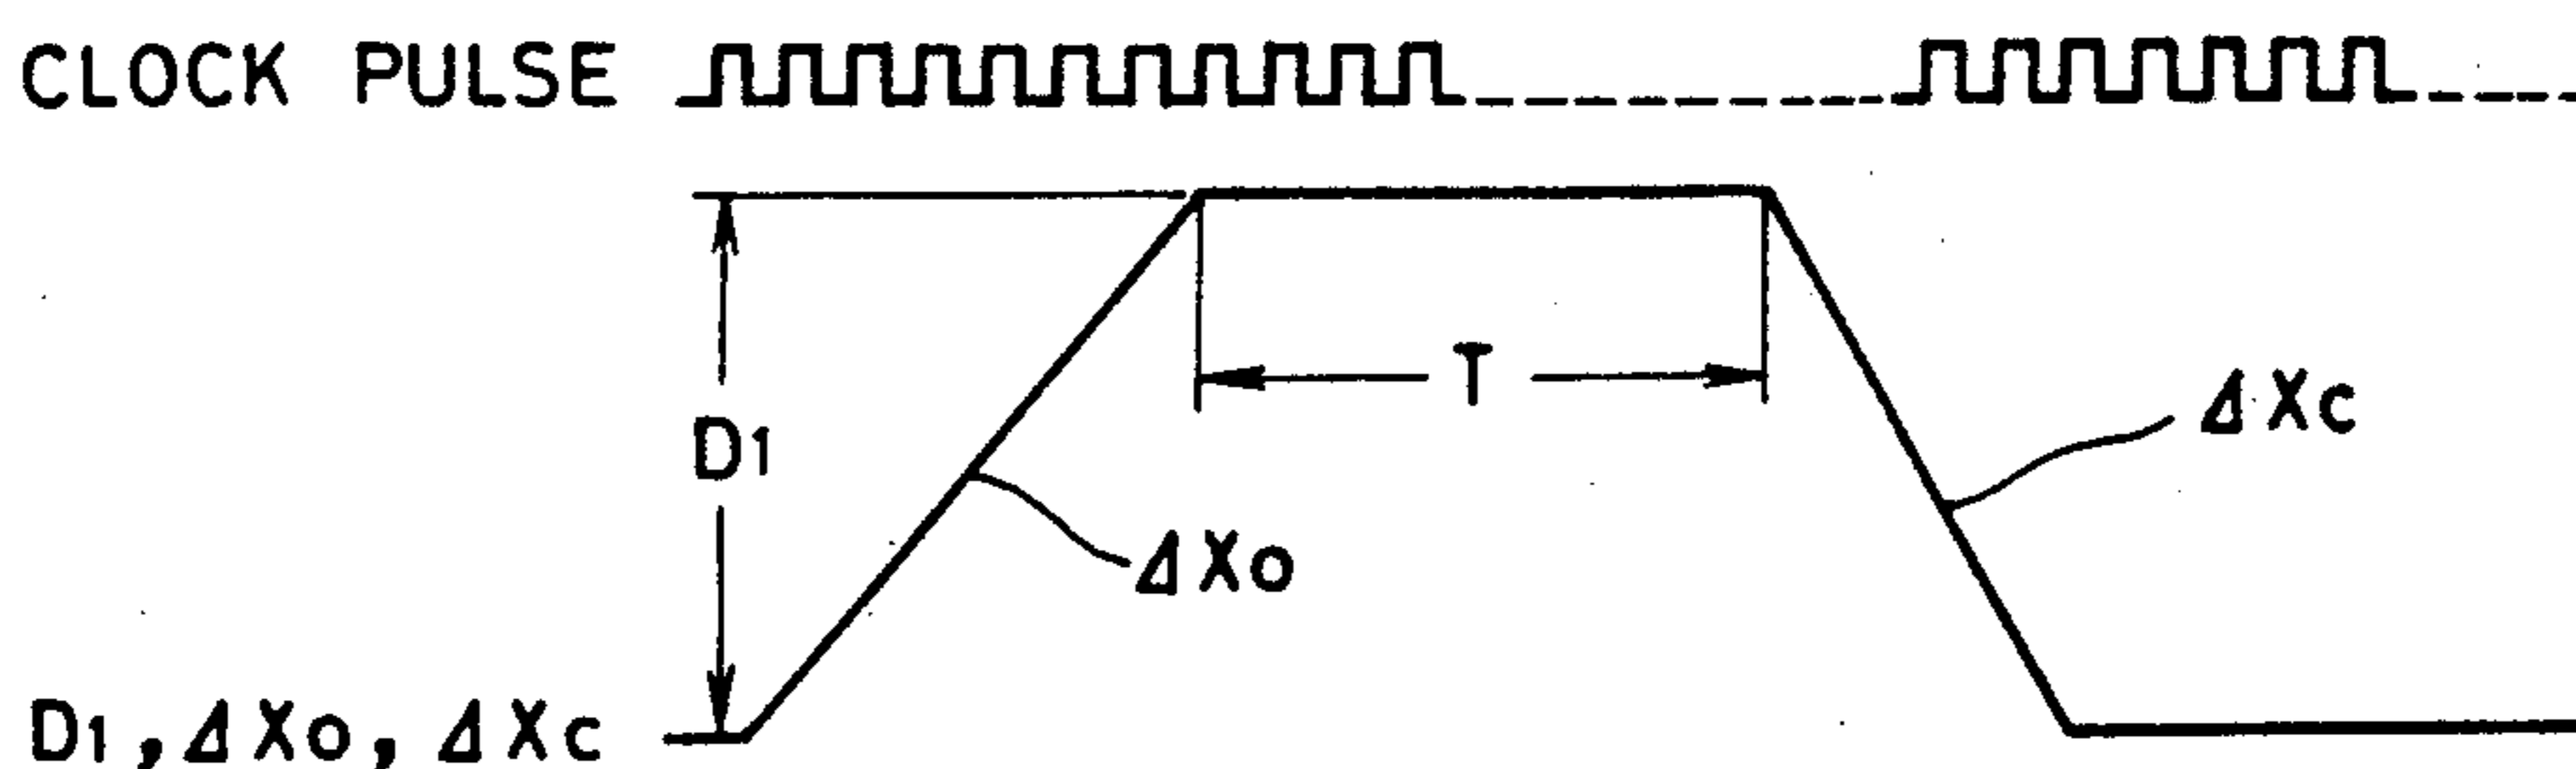 CLOCK PULSE
D1
T
ΔXc
ΔXo
D1, ΔXo, ΔXc